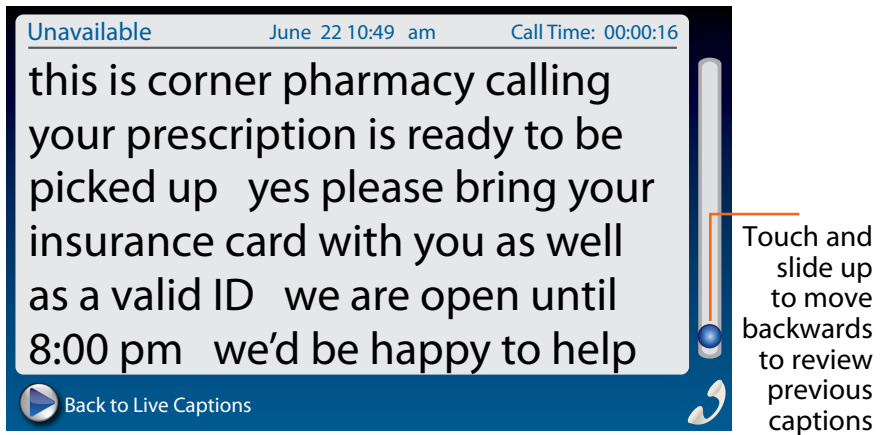 Unavailable June 22 10:49 am Call Time: 00:00:16
this is corner pharmacy calling
your prescription is ready to be
picked up yes please bring your
insurance card with you as well
as a valid ID we are open until
8:00 pm we'd be happy to help
Back to Live Captions
Touch and
slide up
to move
backwards
to review
previous
captions